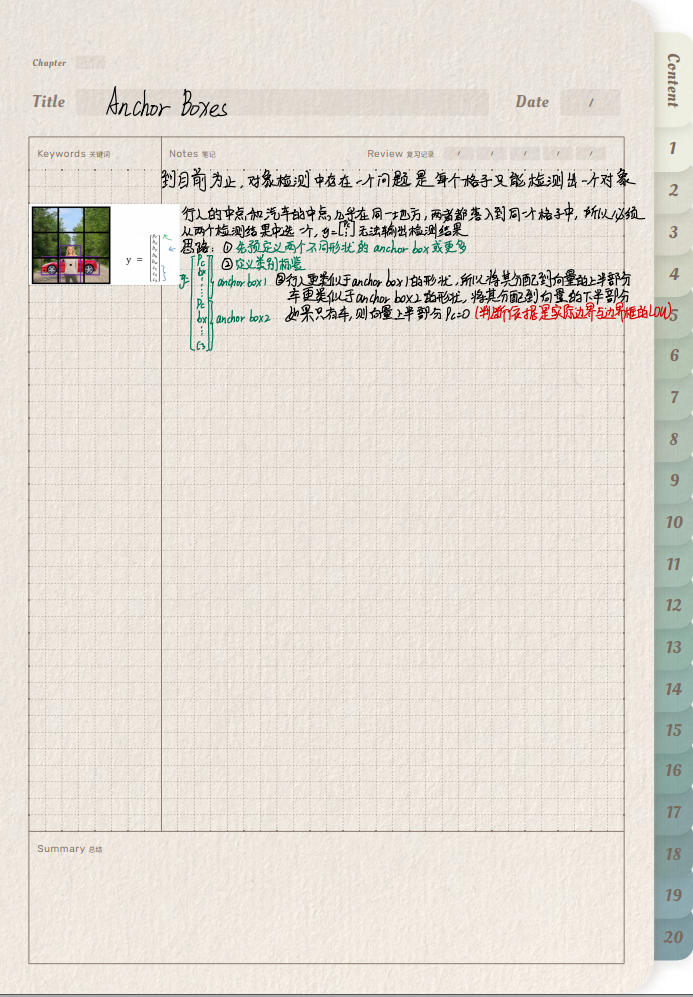 Chapter
Title Anchor Boxes Date /
Content
Keywords 关键词 Notes 笔记 Review 复习记录 / / / / /
到目前为止,对象检测中存在一个问题是每个格子只能检测出一个对象
行人的中点和汽车的中点,几乎在同一地方,两者都落入到同一个格子中,所以必须
从两个检测结果中选一个,y=[ ] 无法输出检测结果
思路: ① 先预定义两个不同形状的 anchor box或更多
② 定义类别标签
y = Pc bx ⋮ Pc bx ⋮ C3
anchor box1 ③行人更类似于anchor box1的形状,所以将其分配到向量的上半部分
车更类似于anchor box2的形状,将其分配到向量的下半部分
anchor box2 如果只有车,则向量上半部分 Pc=0 (判断依据是实际边界与边界框的LOU)
y =
Summary 总结
1
2
3
4
5
6
7
8
9
10
11
12
13
14
15
16
17
18
19
20